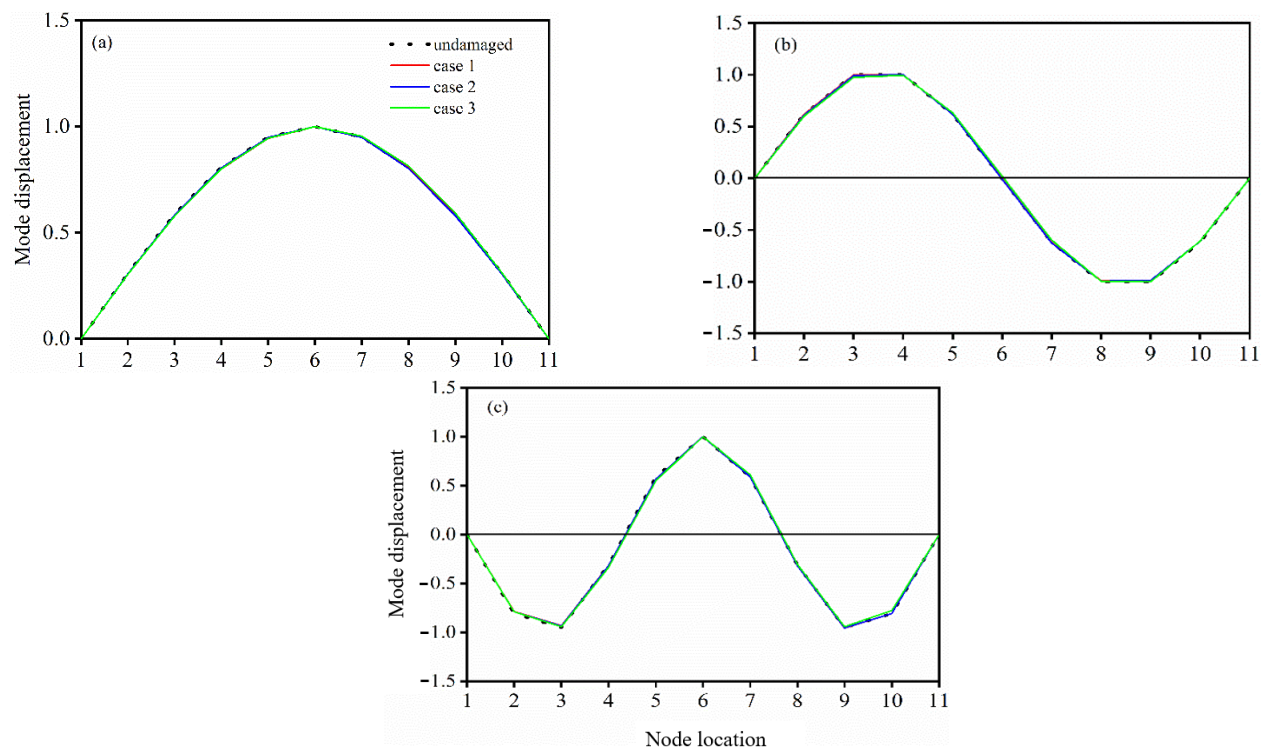 (a)
undamaged
case 1
case 2
case 3
Mode displacement
1.5
1.0
0.5
0.0
1 2 3 4 5 6 7 8 9 10 11
(b)
1.5
1.0
0.5
0.0
−0.5
−1.0
−1.5
1 2 3 4 5 6 7 8 9 10 11
(c)
Mode displacement
1.5
1.0
0.5
0.0
−0.5
−1.0
−1.5
1 2 3 4 5 6 7 8 9 10 11
Node location